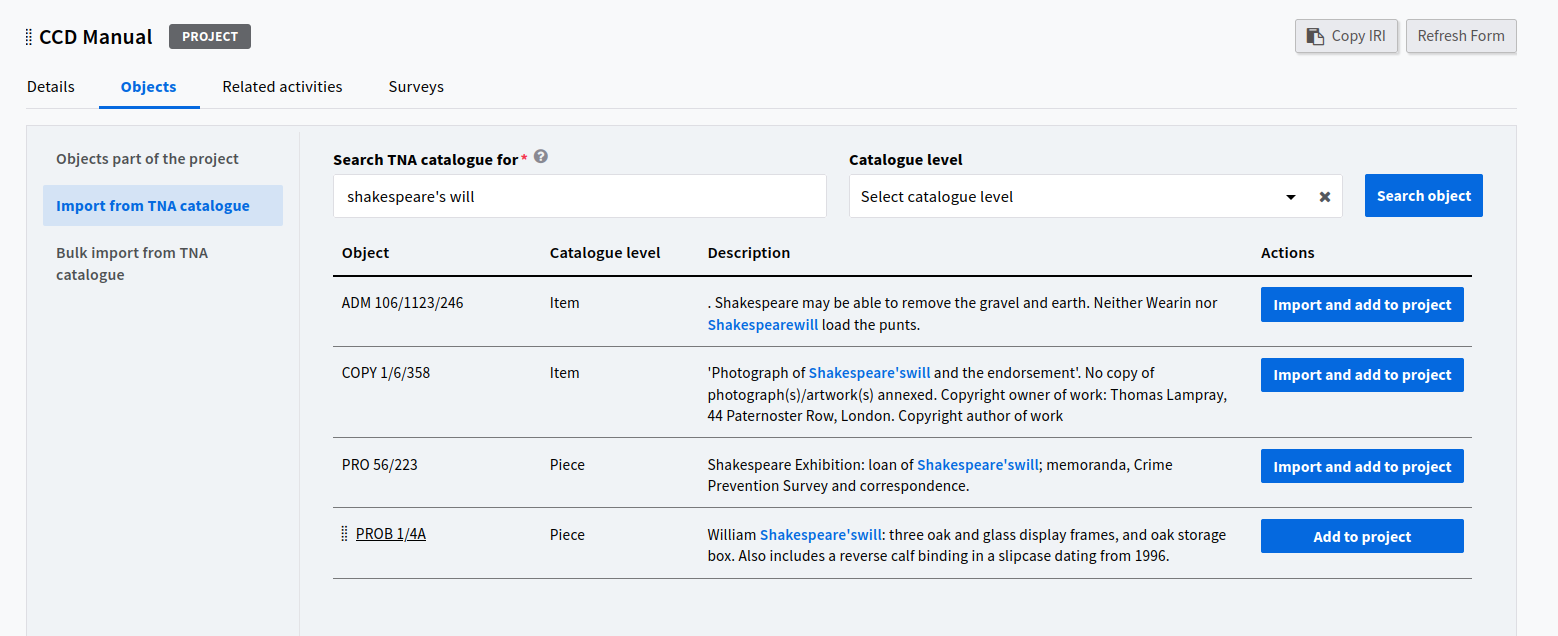 CCD Manual PROJECT
Copy IRI Refresh Form
Details Objects Related activities Surveys
Objects part of the project
Import from TNA catalogue
Bulk import from TNA
catalogue
Search TNA catalogue for * ?
Catalogue level
shakespeare's will
Select catalogue level
Search object
Object Catalogue level Description Actions
ADM 106/1123/246 Item . Shakespeare may be able to remove the gravel and earth. Neither Wearin nor
Shakespearewill load the punts.
Import and add to project
COPY 1/6/358 Item 'Photograph of Shakespeare'swill and the endorsement'. No copy of
photograph(s)/artwork(s) annexed. Copyright owner of work: Thomas Lampray,
44 Paternoster Row, London. Copyright author of work
Import and add to project
PRO 56/223 Piece Shakespeare Exhibition: loan of Shakespeare'swill; memoranda, Crime
Prevention Survey and correspondence.
Import and add to project
PROB 1/4A Piece William Shakespeare'swill: three oak and glass display frames, and oak storage
box. Also includes a reverse calf binding in a slipcase dating from 1996.
Add to project